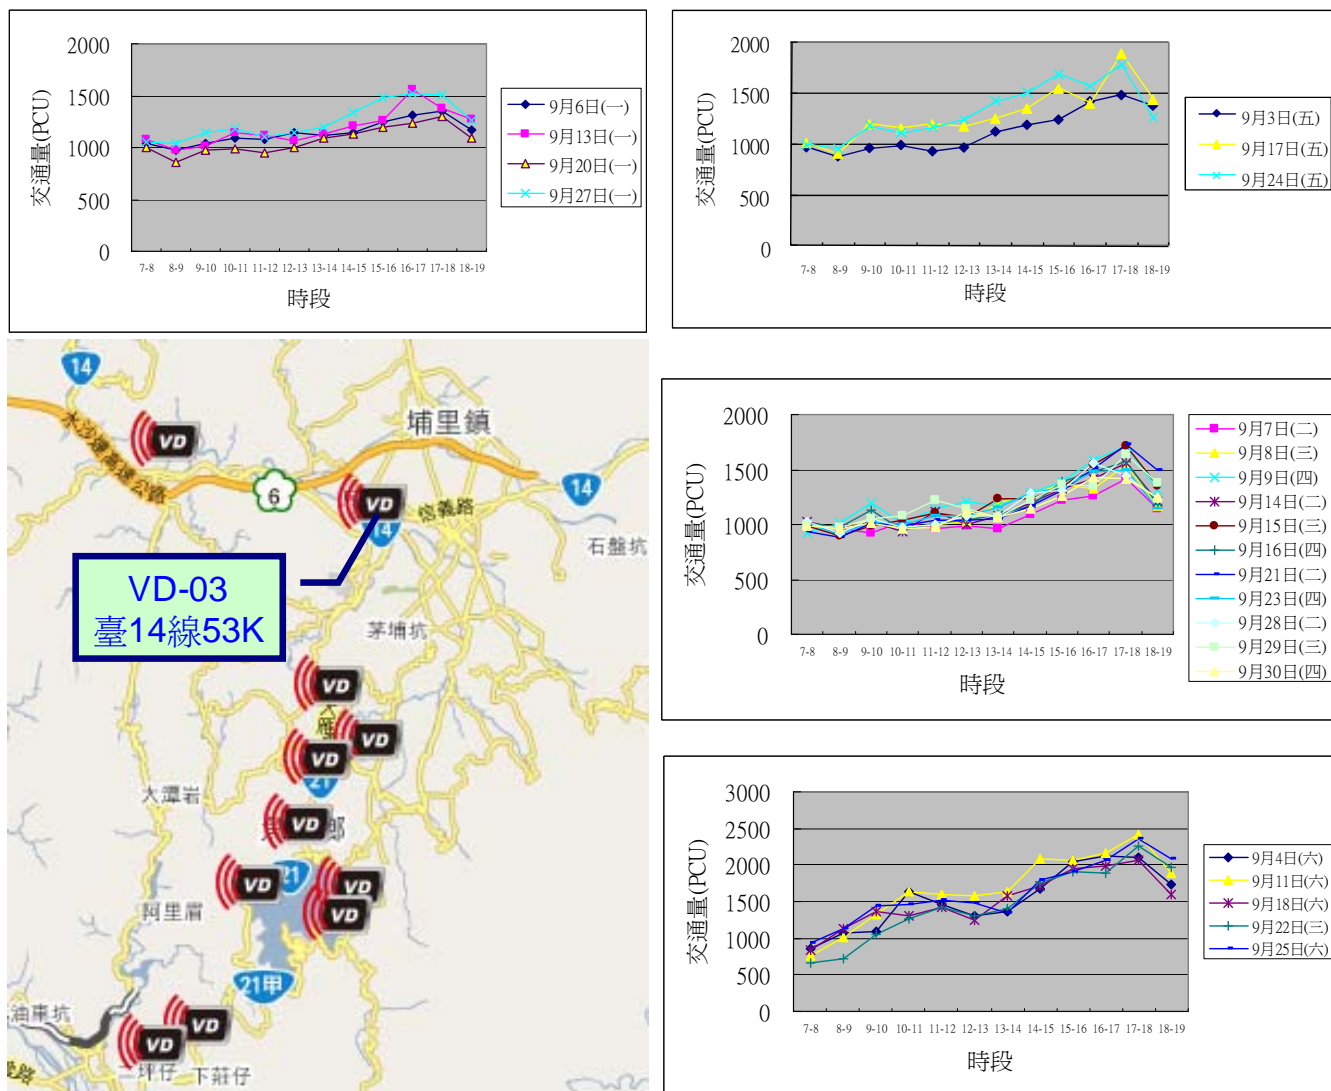 2000
1500
1000
500
0
交通量(PCU)
7-8 8-9 9-10 10-11 11-12 12-13 13-14 14-15 15-16 16-17 17-18 18-19
時段
9月6日(一)
9月13日(一)
9月20日(一)
9月27日(一)
2000
1500
1000
500
0
交通量(PCU)
7-8 8-9 9-10 10-11 11-12 12-13 13-14 14-15 15-16 16-17 17-18 18-19
時段
9月3日(五)
9月17日(五)
9月24日(五)
14
水沙連高速公路
VD
埔里鎮
6
VD
信義路
14
14
石盤坑
VD-03
臺14線53K
茅埔坑
VD
大雁
VD
VD
21
大潭岩
VD
鄉
VD
21
VD
VD
阿里眉
21甲
油車坑
VD
VD
二坪仔
下莊仔
路
2000
1500
1000
500
0
交通量(PCU)
7-8 8-9 9-10 10-11 11-12 12-13 13-14 14-15 15-16 16-17 17-18 18-19
時段
9月7日(二)
9月8日(三)
9月9日(四)
9月14日(二)
9月15日(三)
9月16日(四)
9月21日(二)
9月23日(四)
9月28日(二)
9月29日(三)
9月30日(四)
3000
2500
2000
1500
1000
500
0
交通量(PCU)
7-8 8-9 9-10 10-11 11-12 12-13 13-14 14-15 15-16 16-17 17-18 18-19
時段
9月4日(六)
9月11日(六)
9月18日(六)
9月22日(三)
9月25日(六)